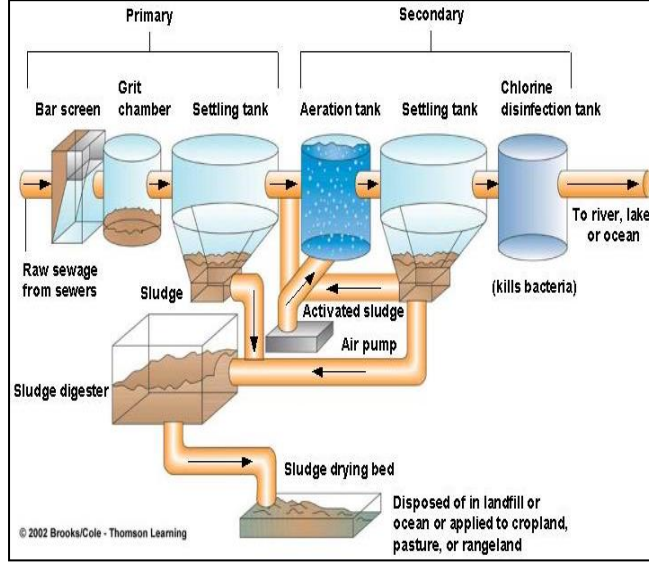 Primary
Secondary
Bar screen
Grit
chamber
Settling tank
Aeration tank
Settling tank
Chlorine
disinfection tank
To river, lake,
or ocean
Raw sewage
from sewers
Sludge
Activated sludge
(kills bacteria)
Air pump
Sludge digester
Sludge drying bed
Disposed of in landfill or
ocean or applied to cropland,
pasture, or rangeland
© 2002 Brooks/Cole - Thomson Learning